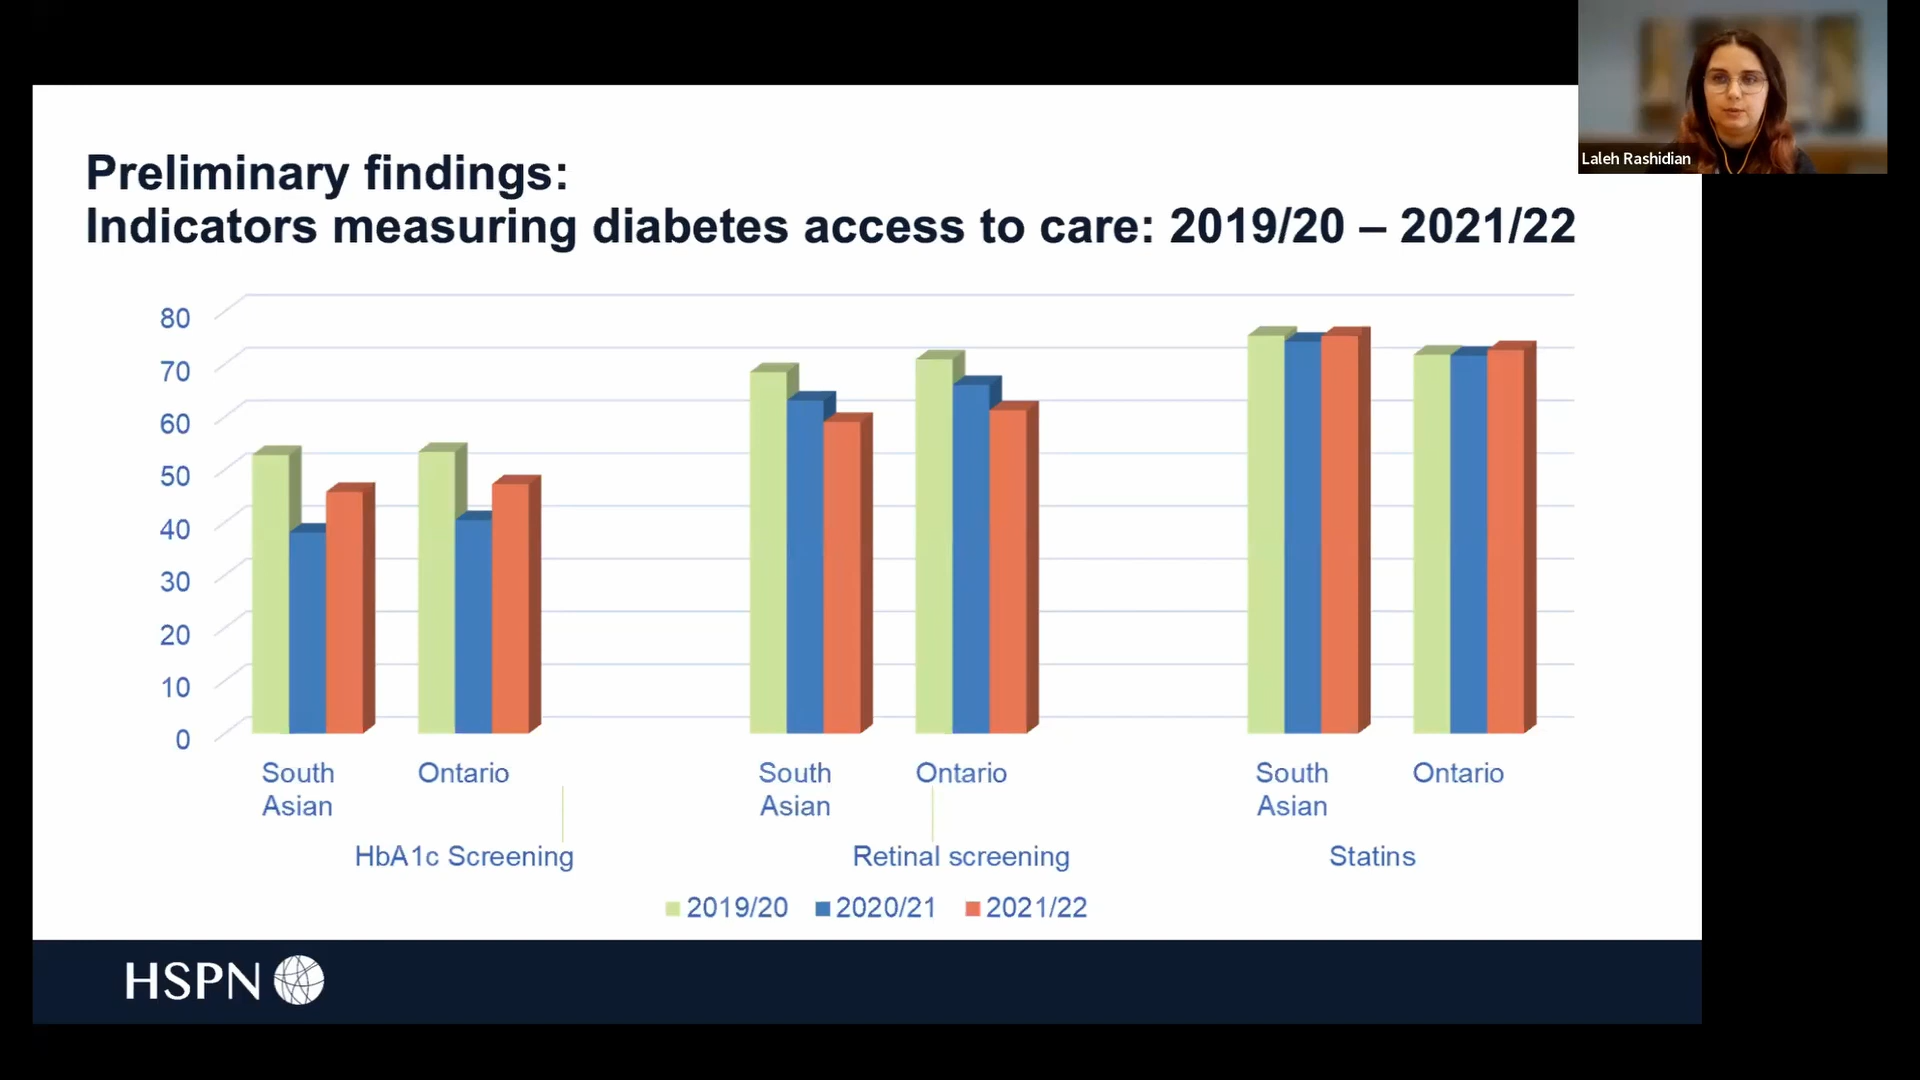 Laleh Rashidian
Preliminary findings:
Indicators measuring diabetes access to care: 2019/20 – 2021/22
80
70
60
50
40
30
20
10
0
South Asian
Ontario
South Asian
Ontario
South Asian
Ontario
HbA1c Screening
Retinal screening
Statins
2019/20
2020/21
2021/22
HSPN